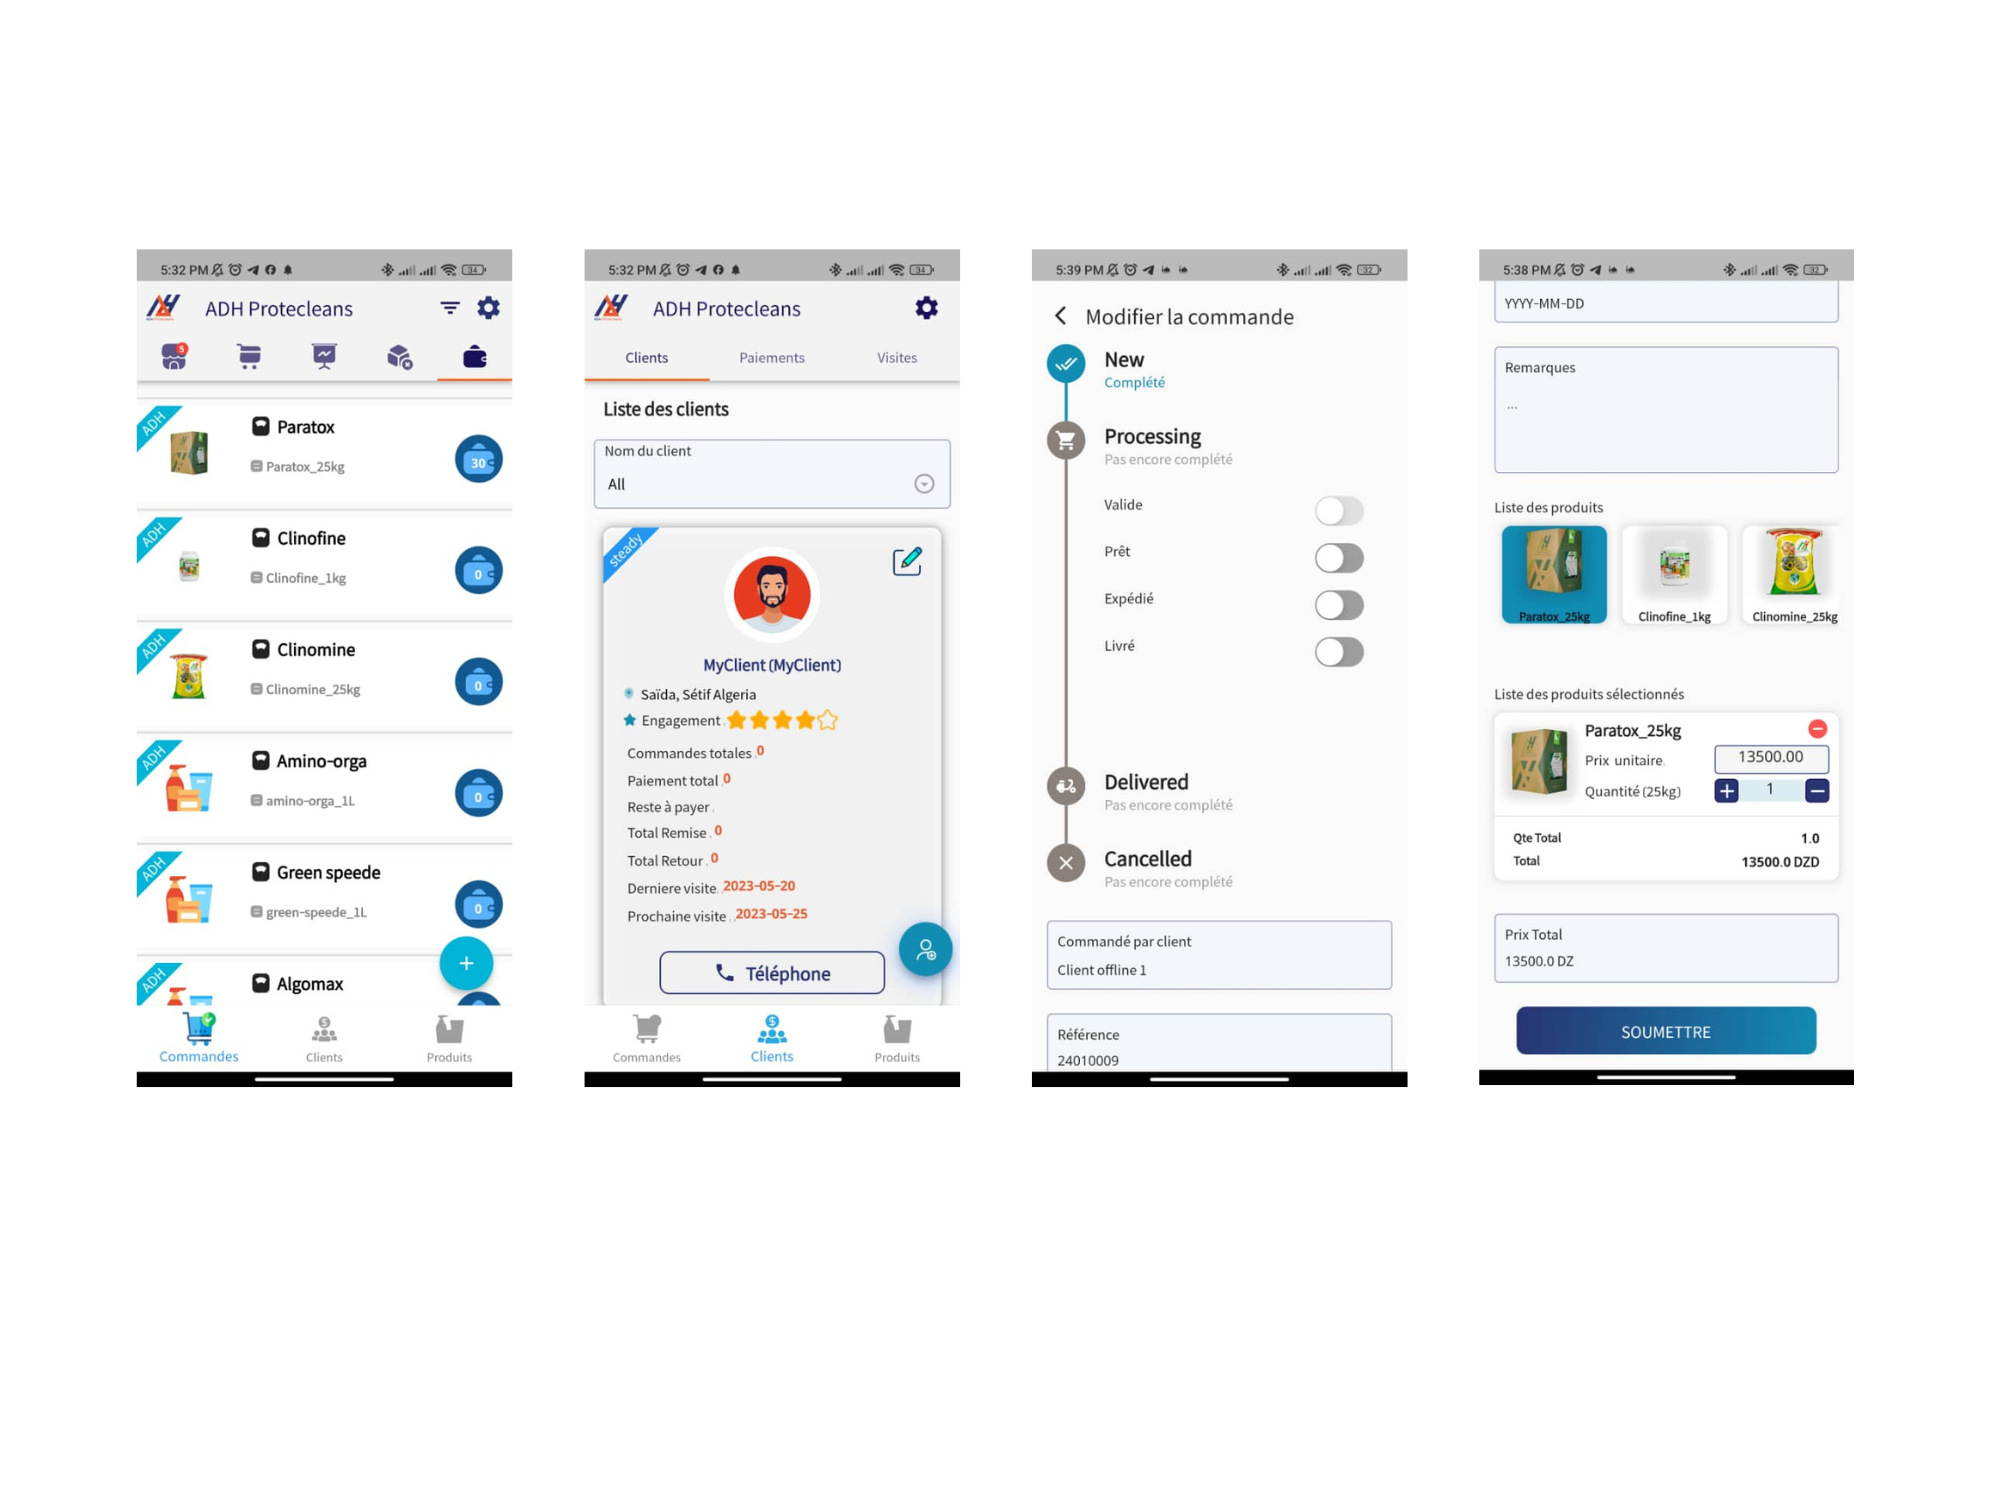 5:32 PM
34
ADH Protecleans
5
ADH
Paratox
Paratox_25kg
30
ADH
Clinofine
Clinofine_1kg
0
ADH
Clinomine
Clinomine_25kg
0
ADH
Amino-orga
amino-orga_1L
0
ADH
Green speede
green-speede_1L
0
+
ADH
Algomax
Commandes
Clients
Produits
5:32 PM
34
ADH Protecleans
Clients
Paiements
Visites
Liste des clients
Nom du client
All
steady
MyClient (MyClient)
Saïda, Sétif Algeria
Engagement
Commandes totales 0
Paiement total 0
Reste à payer
Total Remise 0
Total Retour 0
Derniere visite 2023-05-20
Prochaine visite 2023-05-25
Téléphone
Commandes
Clients
Produits
5:39 PM
32
Modifier la commande
New
Complété
Processing
Pas encore complété
Valide
Prêt
Expédié
Livré
Delivered
Pas encore complété
Cancelled
Pas encore complété
Commandé par client
Client offline 1
Référence
24010009
5:38 PM
32
YYYY-MM-DD
Remarques
...
Liste des produits
Paratox_25kg
Clinofine_1kg
Clinomine_25kg
Liste des produits sélectionnés
Paratox_25kg
Prix unitaire
13500.00
Quantité (25kg)
+ 1 −
Qte Total 1.0
Total 13500.0 DZD
Prix Total
13500.0 DZ
SOUMETTRE